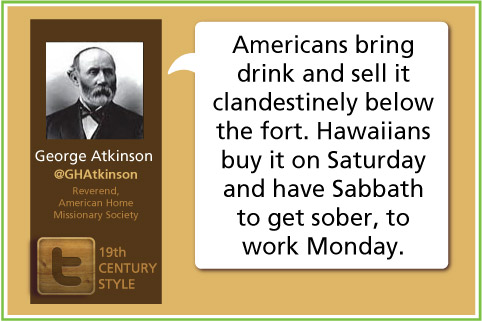 George Atkinson
@GHAtkinson
Reverend,
American Home
Missionary Society
t
19th
CENTURY
STYLE
Americans bring
drink and sell it
clandestinely below
the fort. Hawaiians
buy it on Saturday
and have Sabbath
to get sober, to
work Monday.